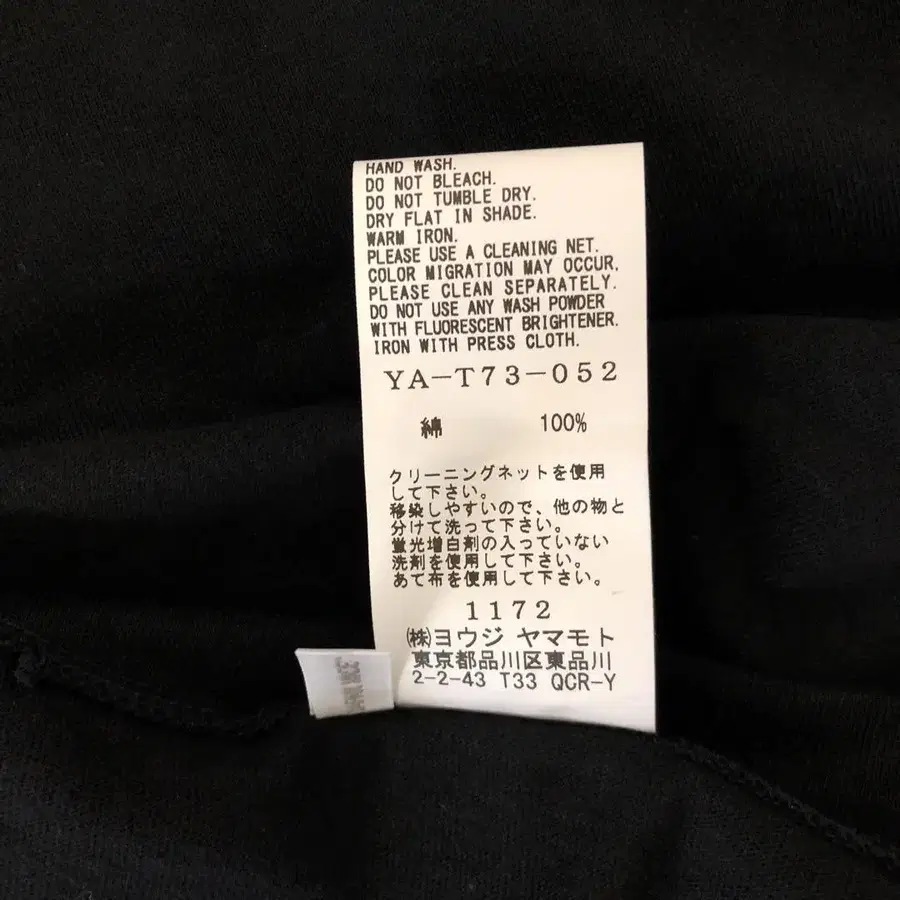 HAND WASH.
DO NOT BLEACH.
DO NOT TUMBLE DRY.
DRY FLAT IN SHADE.
WARM IRON.
PLEASE USE A CLEANING NET.
COLOR MIGRATION MAY OCCUR.
PLEASE CLEAN SEPARATELY.
DO NOT USE ANY WASH POWDER
WITH FLUORESCENT BRIGHTENER.
IRON WITH PRESS CLOTH.
YA-T73-052
綿 100%
クリーニングネットを使用
して下さい。
移染しやすいので、他の物と
分けて洗って下さい。
蛍光増白剤の入っていない
洗剤を使用して下さい。
あて布を使用して下さい。
1172
㈱ヨウジ ヤマモト
東京都品川区東品川
2-2-43 T33 QCR-Y